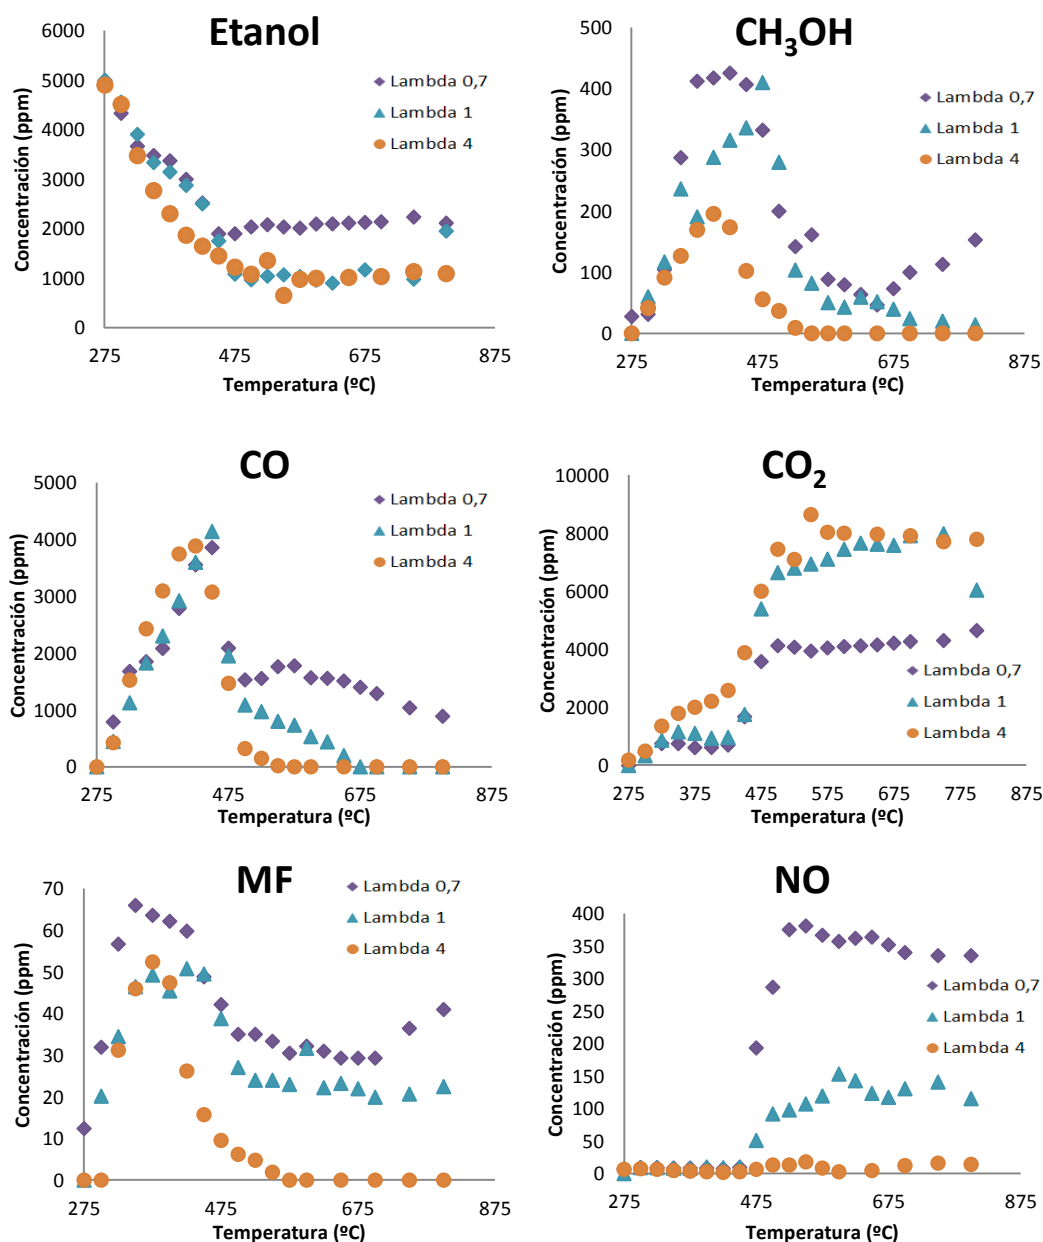 Etanol
6000
5000
4000
3000
2000
1000
0
275
475
675
875
Concentración (ppm)
Temperatura (ºC)
Lambda 0,7
Lambda 1
Lambda 4
CH3OH
500
400
300
200
100
0
275
475
675
875
Concentración (ppm)
Temperatura (ºC)
Lambda 0,7
Lambda 1
Lambda 4
CO
5000
4000
3000
2000
1000
0
275
475
675
875
Concentración (ppm)
Temperatura (ºC)
Lambda 0,7
Lambda 1
Lambda 4
CO2
10000
8000
6000
4000
2000
0
275
375
475
575
675
775
875
Concentración (ppm)
Temperatura (ºC)
Lambda 0,7
Lambda 1
Lambda 4
MF
70
60
50
40
30
20
10
0
275
475
675
875
Concentración (ppm)
Temperatura (ºC)
Lambda 0,7
Lambda 1
Lambda 4
NO
400
350
300
250
200
150
100
50
0
275
475
675
875
Concentración (ppm)
Temperatura (ºC)
Lambda 0,7
Lambda 1
Lambda 4